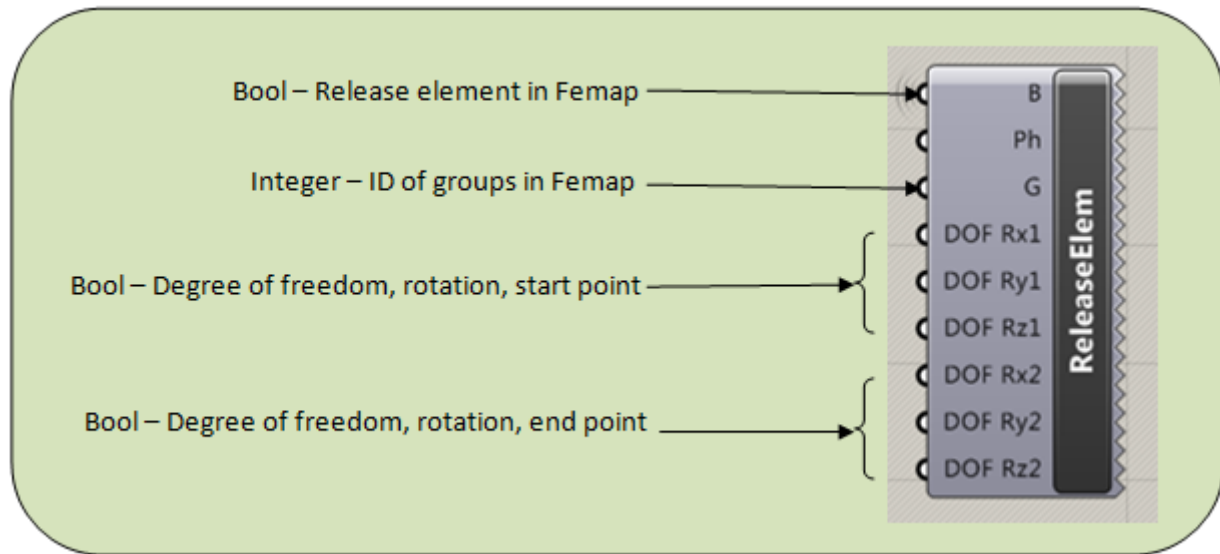 Bool – Release element in Femap
B
Ph
Integer – ID of groups in Femap
G
DOF Rx1
Bool – Degree of freedom, rotation, start point
DOF Ry1
DOF Rz1
DOF Rx2
Bool – Degree of freedom, rotation, end point
DOF Ry2
DOF Rz2
ReleaseElem